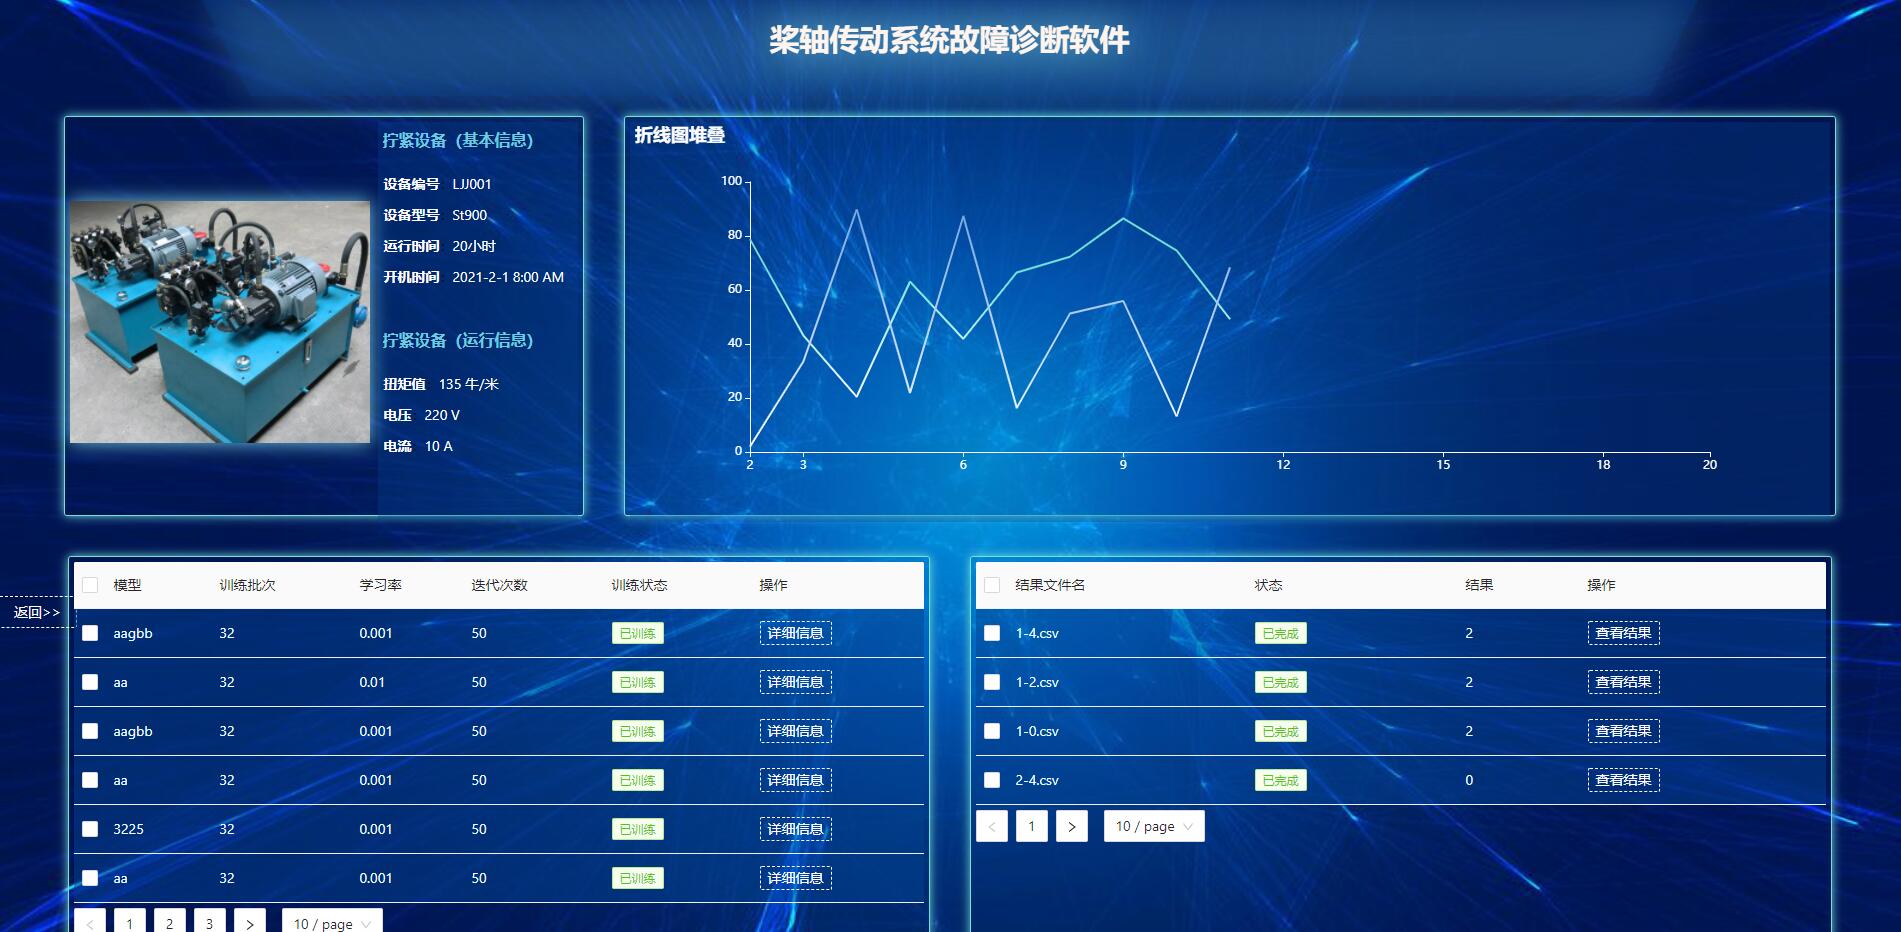 桨轴传动系统故障诊断软件
拧紧设备（基本信息）
设备编号 LJJ001
设备型号 St900
运行时间 20小时
开机时间 2021-2-1 8:00 AM
拧紧设备（运行信息）
扭矩值 135 牛/米
电压 220 V
电流 10 A
折线图堆叠
100
80
60
40
20
0
2 3 6 9 12 15 18 20
返回>>
模型 训练批次 学习率 迭代次数 训练状态 操作
aagbb 32 0.001 50 已训练 详细信息
aa 32 0.01 50 已训练 详细信息
aagbb 32 0.001 50 已训练 详细信息
aa 32 0.001 50 已训练 详细信息
3225 32 0.001 50 已训练 详细信息
aa 32 0.001 50 已训练 详细信息
< 1 2 3 > 10 / page
结果文件名 状态 结果 操作
1-4.csv 已完成 2 查看结果
1-2.csv 已完成 2 查看结果
1-0.csv 已完成 2 查看结果
2-4.csv 已完成 0 查看结果
< 1 > 10 / page